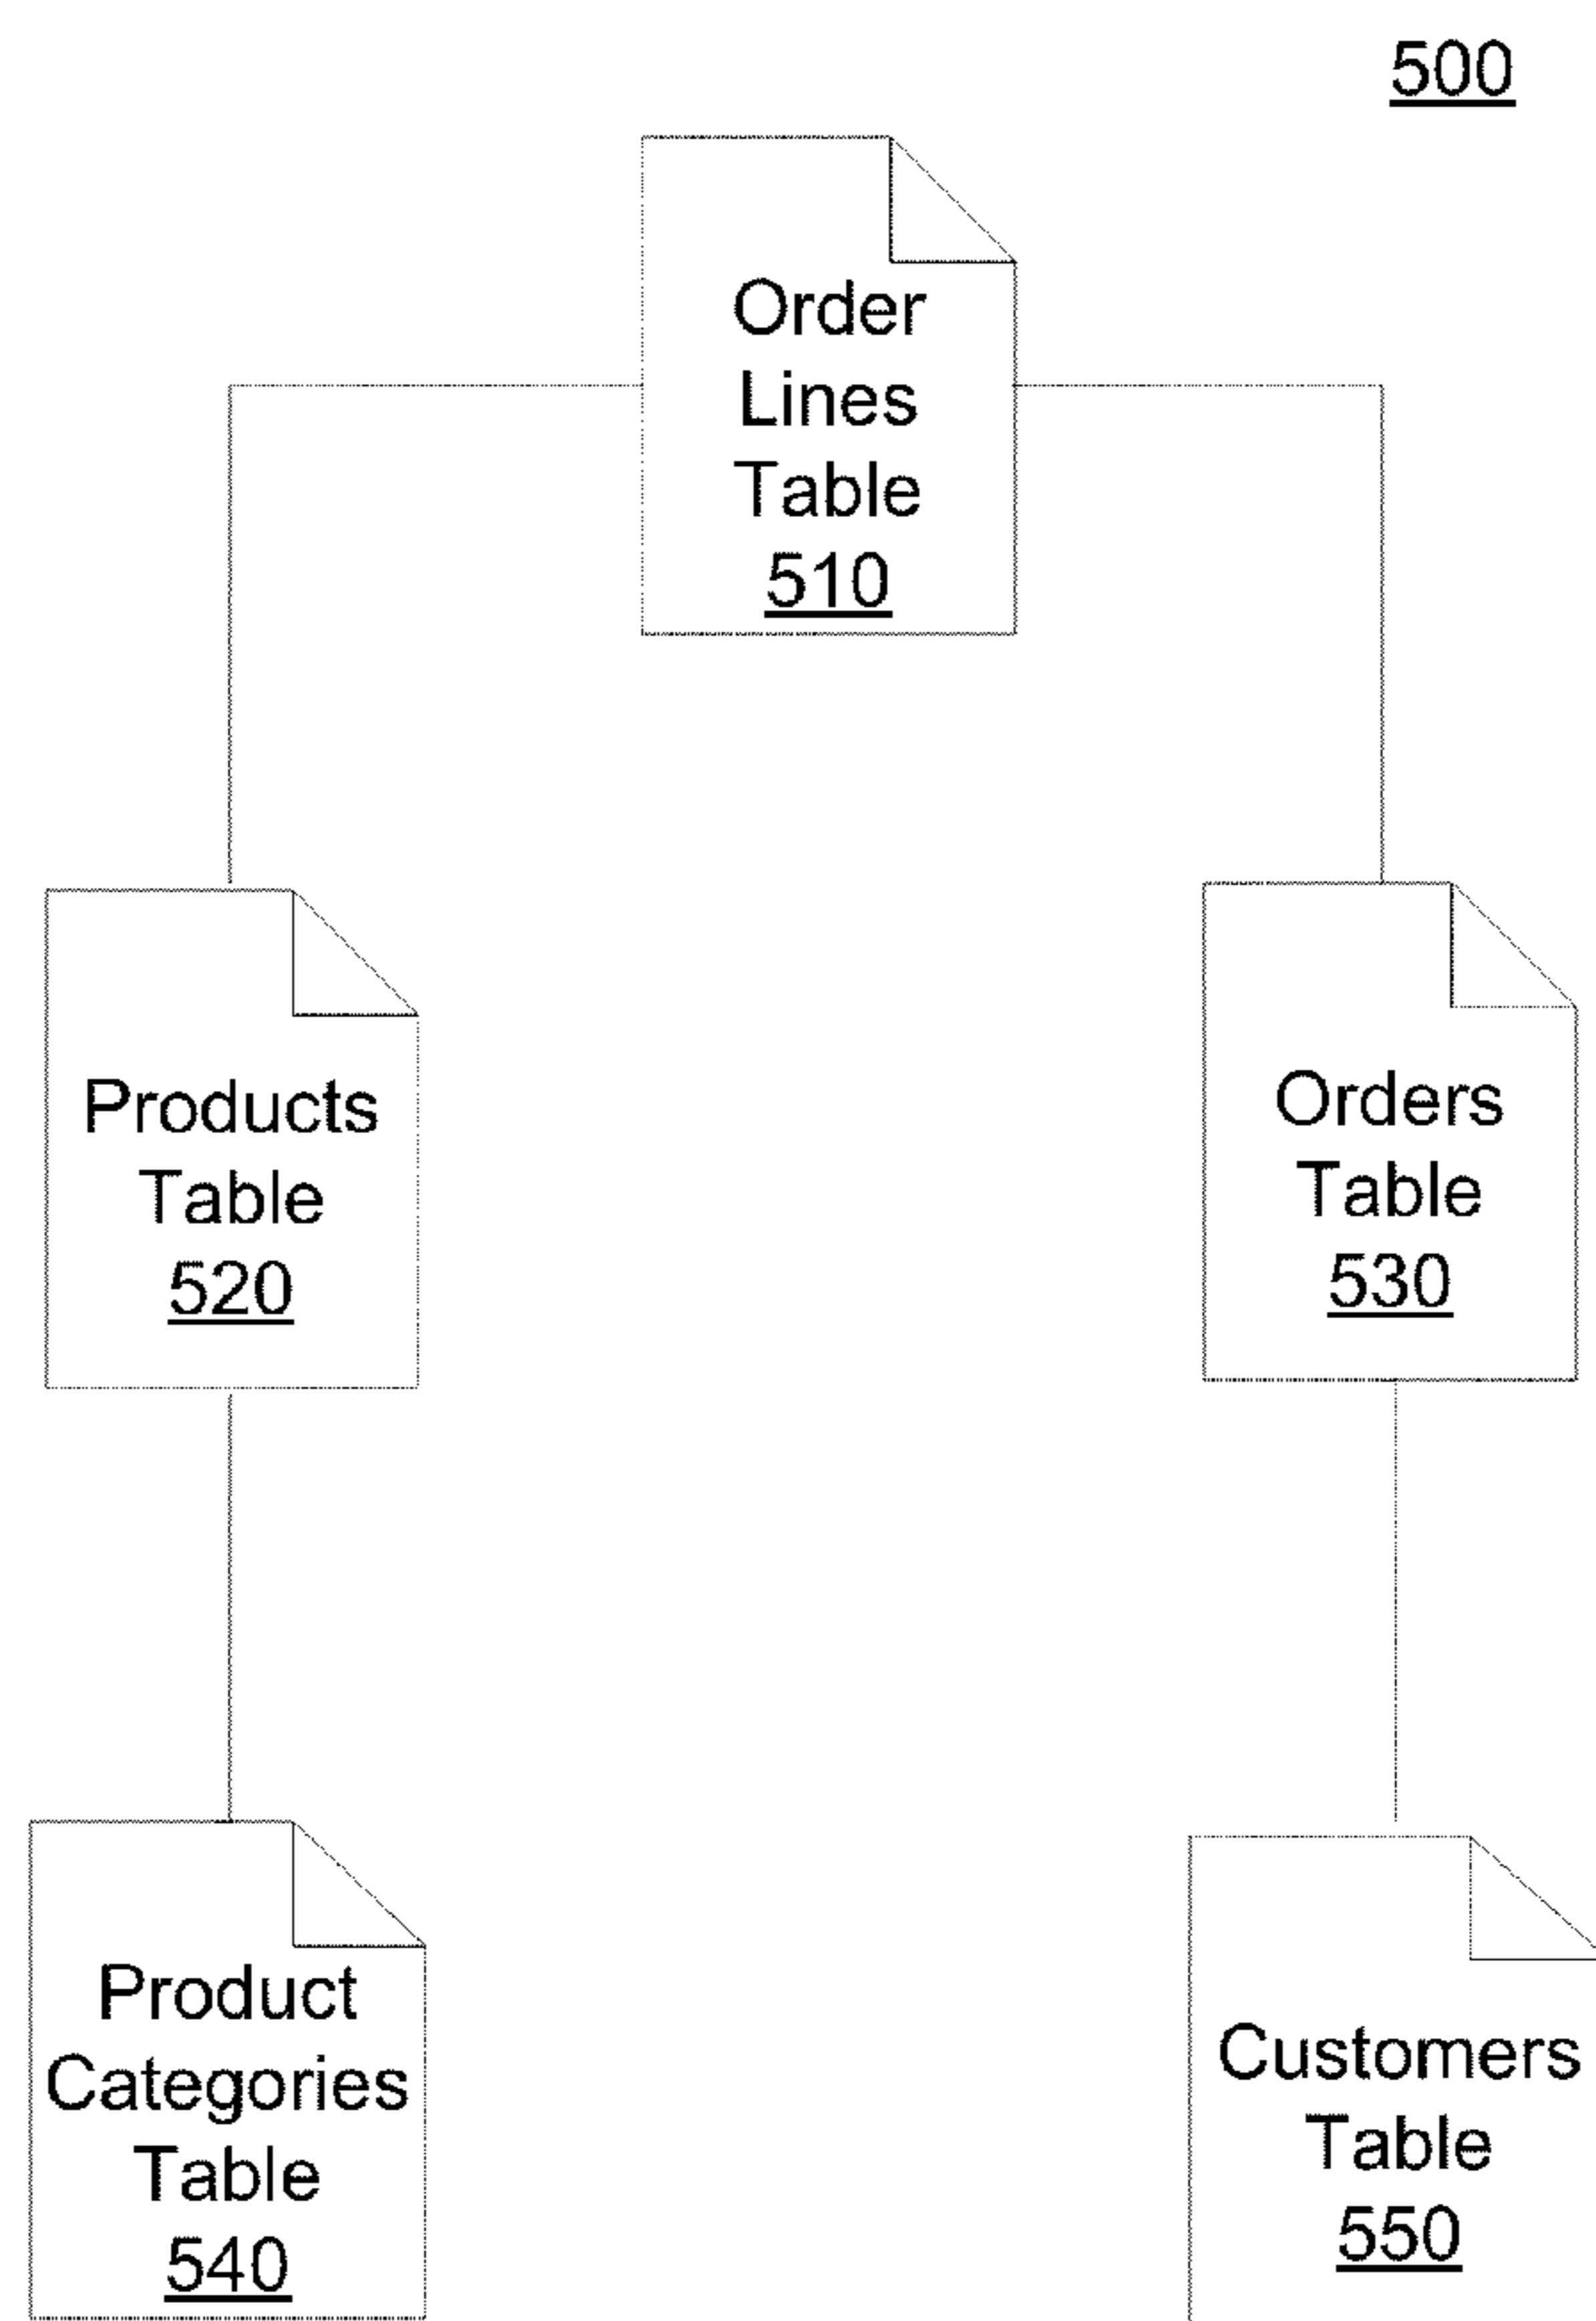 500
Order
Lines
Table
510
Products
Table
520
Orders
Table
530
Product
Categories
Table
540
Customers
Table
550